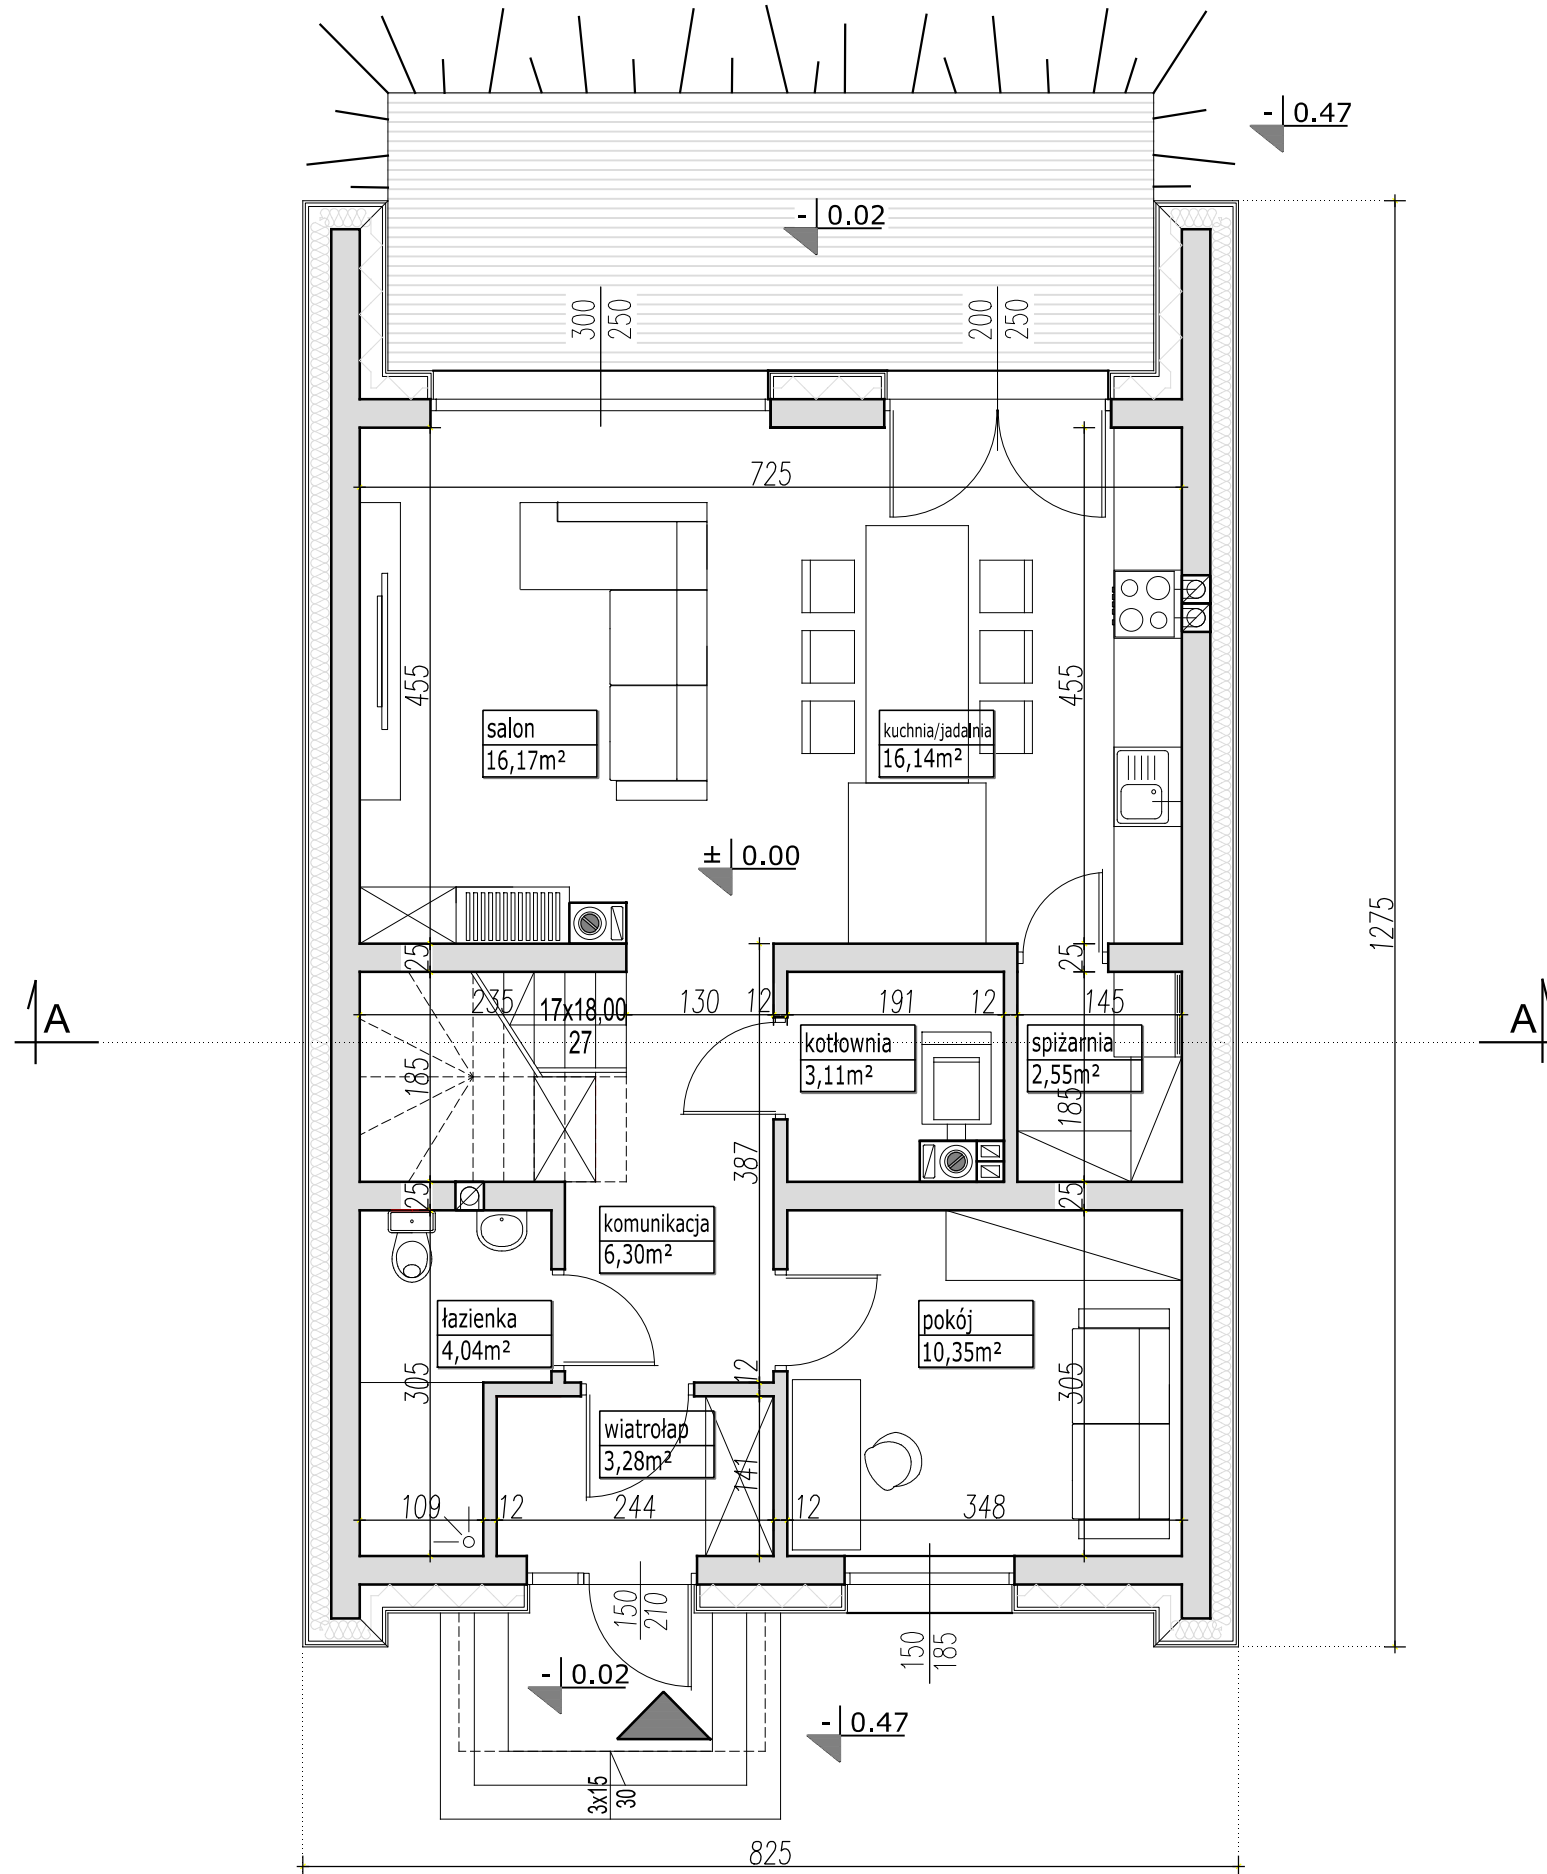 - 0.47
- 0.02
300
250
200
250
725
455
455
salon
16,17m²
kuchnia/jadalnia
16,14m²
± 0.00
1275
25
25
235
17x18,00
27
130
12
191
12
145
A
A
kotłownia
3,11m²
spiżarnia
2,55m²
185
185
387
25
25
komunikacja
6,30m²
łazienka
4,04m²
pokój
10,35m²
305
12
305
wiatrołap
3,28m²
141
109
12
244
12
348
150
210
150
185
- 0.02
- 0.47
3x15
30
825